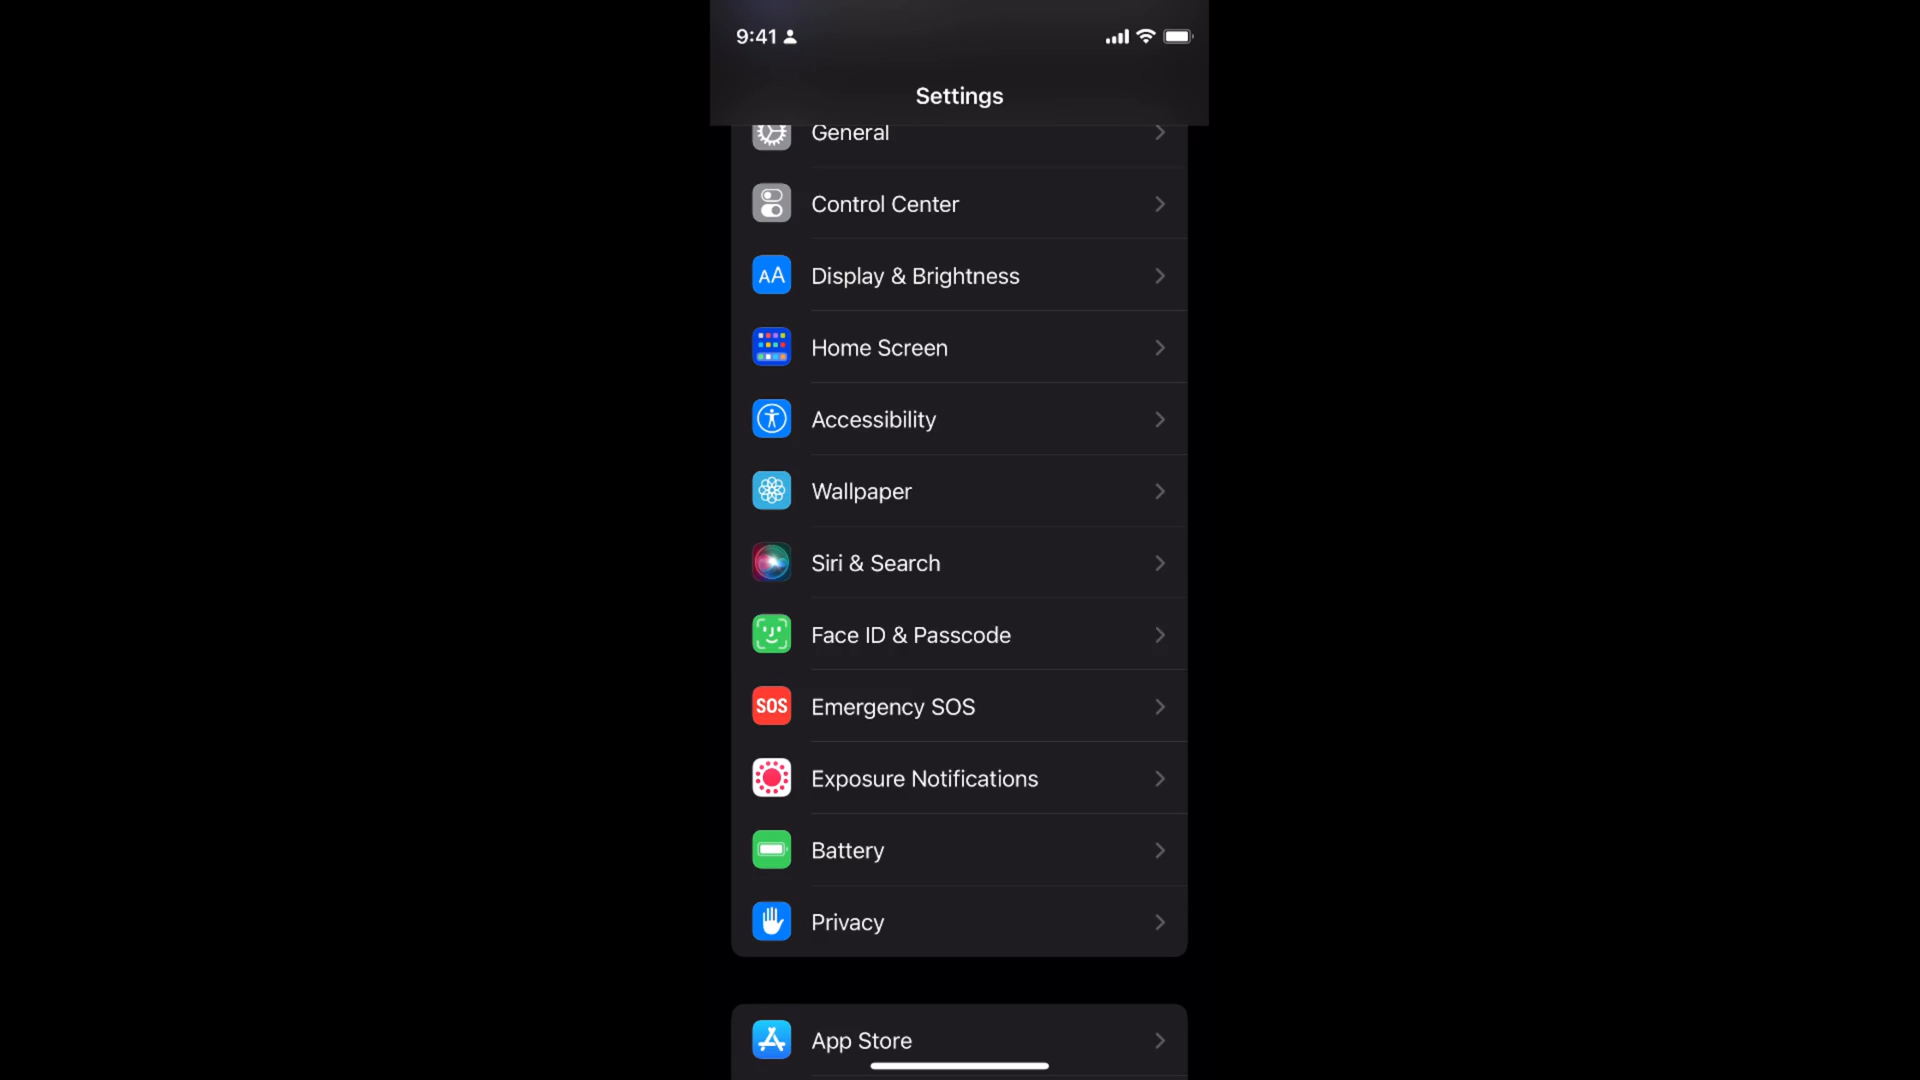 9:41
Settings
General
Control Center
AA Display & Brightness
Home Screen
Accessibility
Wallpaper
Siri & Search
Face ID & Passcode
SOS Emergency SOS
Exposure Notifications
Battery
Privacy
App Store